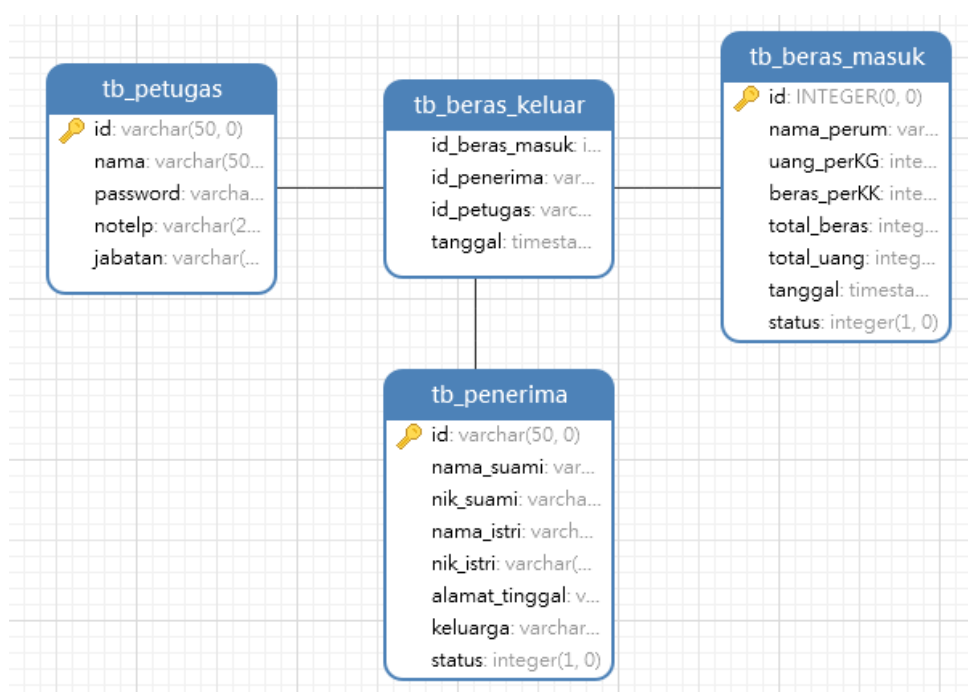 tb_petugas
id: varchar(50, 0)
nama: varchar(50...
password: varcha...
notelp: varchar(2...
jabatan: varchar(...
tb_beras_keluar
id_beras_masuk: i...
id_penerima: var...
id_petugas: varc...
tanggal: timesta...
tb_beras_masuk
id: INTEGER(0, 0)
nama_perum: var...
uang_perKG: inte...
beras_perKK: inte...
total_beras: integ...
total_uang: integ...
tanggal: timesta...
status: integer(1, 0)
tb_penerima
id: varchar(50, 0)
nama_suami: var...
nik_suami: varcha...
nama_istri: varch...
nik_istri: varchar(...
alamat_tinggal: v...
keluarga: varchar...
status: integer(1, 0)